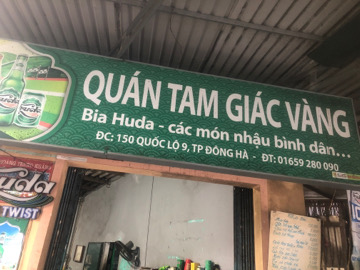 QUÁN TAM GIÁC VÀNG
Bia Huda - các món nhậu bình dân...
ĐC: 150 QUỐC LỘ 9, TP ĐÔNG HÀ - ĐT: 01659 280 090
Huda
TWIST